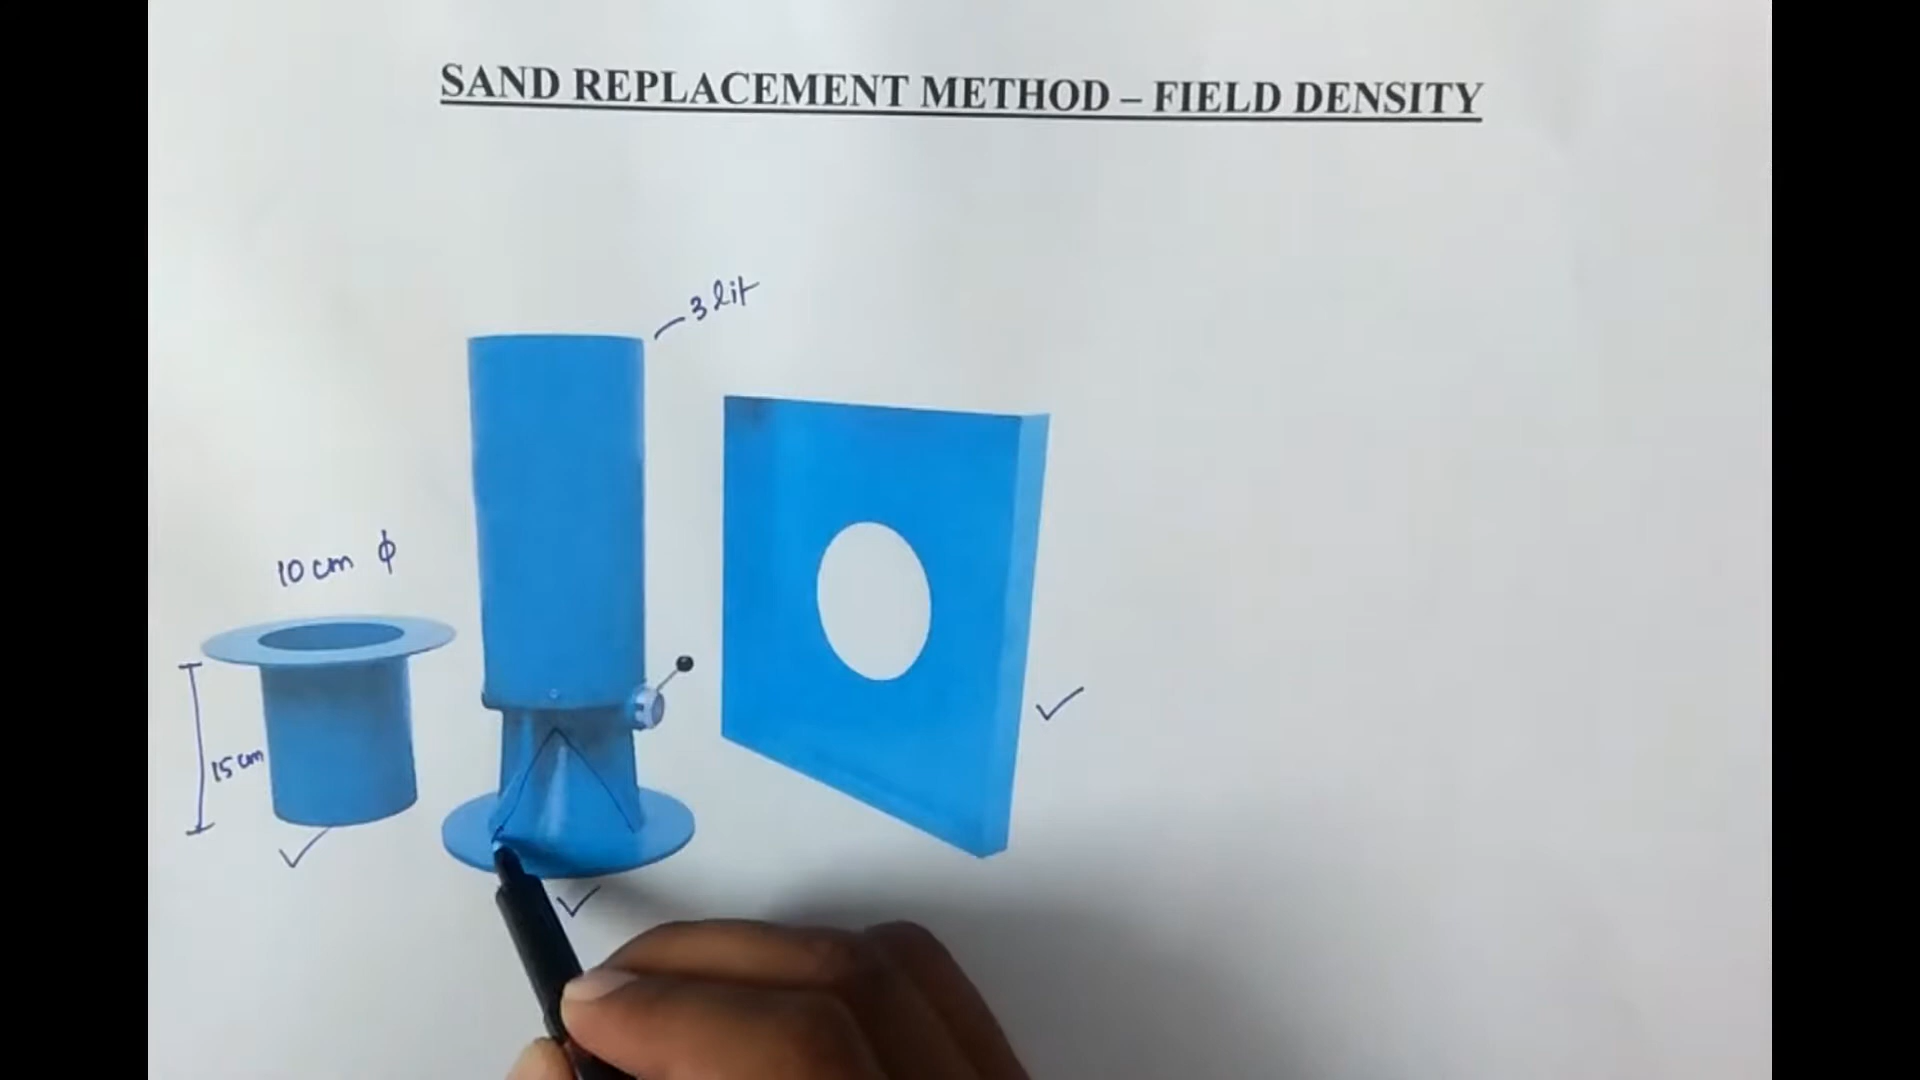 SAND REPLACEMENT METHOD – FIELD DENSITY
3 lit
10 cm ϕ
15 cm